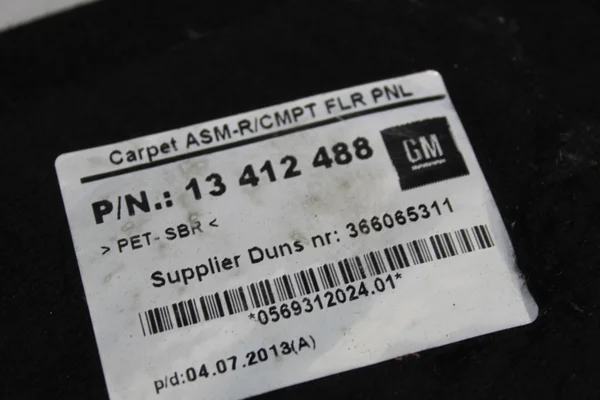 Carpet ASM-R/CMPT FLR PNL
P/N.: 13 412 488
GM
> PET- SBR <
Supplier Duns nr: 366065311
*0569312024.01*
p/d:04.07.2013(A)